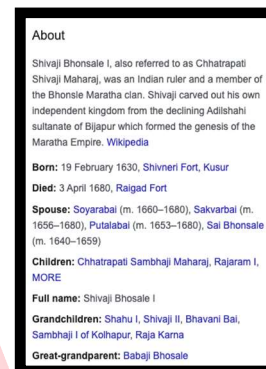 About
Shivaji Bhonsale I, also referred to as Chhatrapati
Shivaji Maharaj, was an Indian ruler and a member of
the Bhonsle Maratha clan. Shivaji carved out his own
independent kingdom from the declining Adilshahi
sultanate of Bijapur which formed the genesis of the
Maratha Empire. Wikipedia
Born: 19 February 1630, Shivneri Fort, Kusur
Died: 3 April 1680, Raigad Fort
Spouse: Soyarabai (m. 1660–1680), Sakvarbai (m.
1656–1680), Putalabai (m. 1653–1680), Sai Bhonsale
(m. 1640–1659)
Children: Chhatrapati Sambhaji Maharaj, Rajaram I,
MORE
Full name: Shivaji Bhosale I
Grandchildren: Shahu I, Shivaji II, Bhavani Bai,
Sambhaji I of Kolhapur, Raja Karna
Great-grandparent: Babaji Bhosale